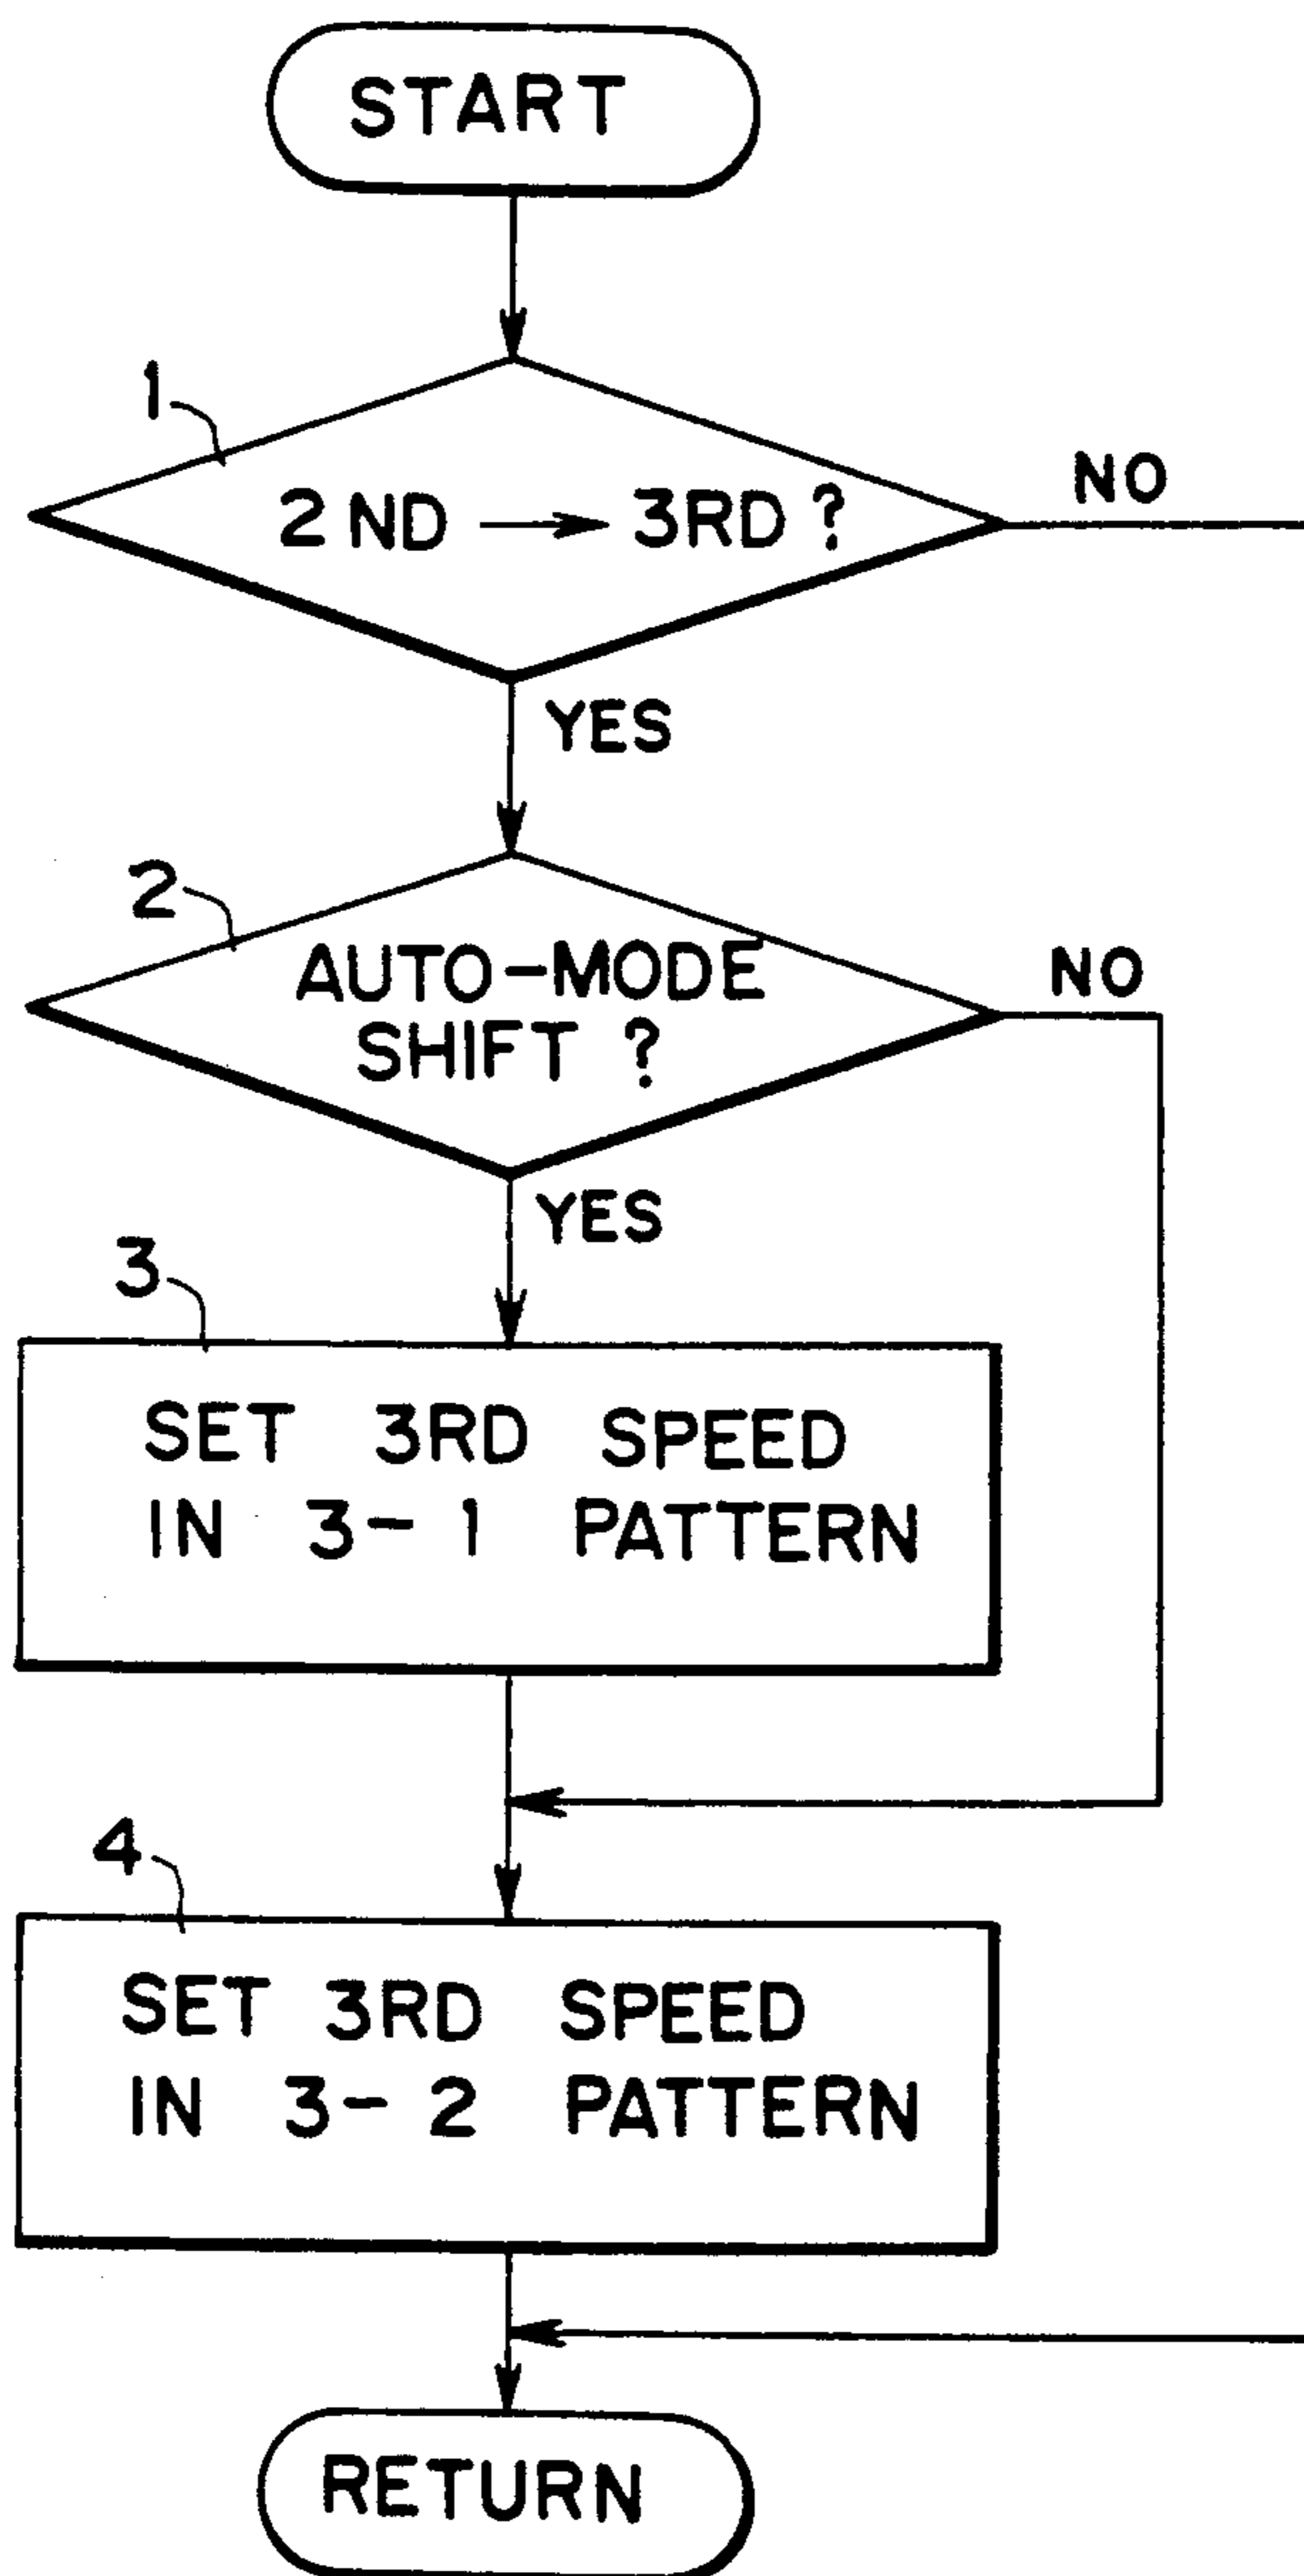 START
1
2ND → 3RD ?
NO
YES
2
AUTO-MODE
SHIFT ?
NO
YES
3
SET 3RD SPEED
IN 3-1 PATTERN
4
SET 3RD SPEED
IN 3-2 PATTERN
RETURN